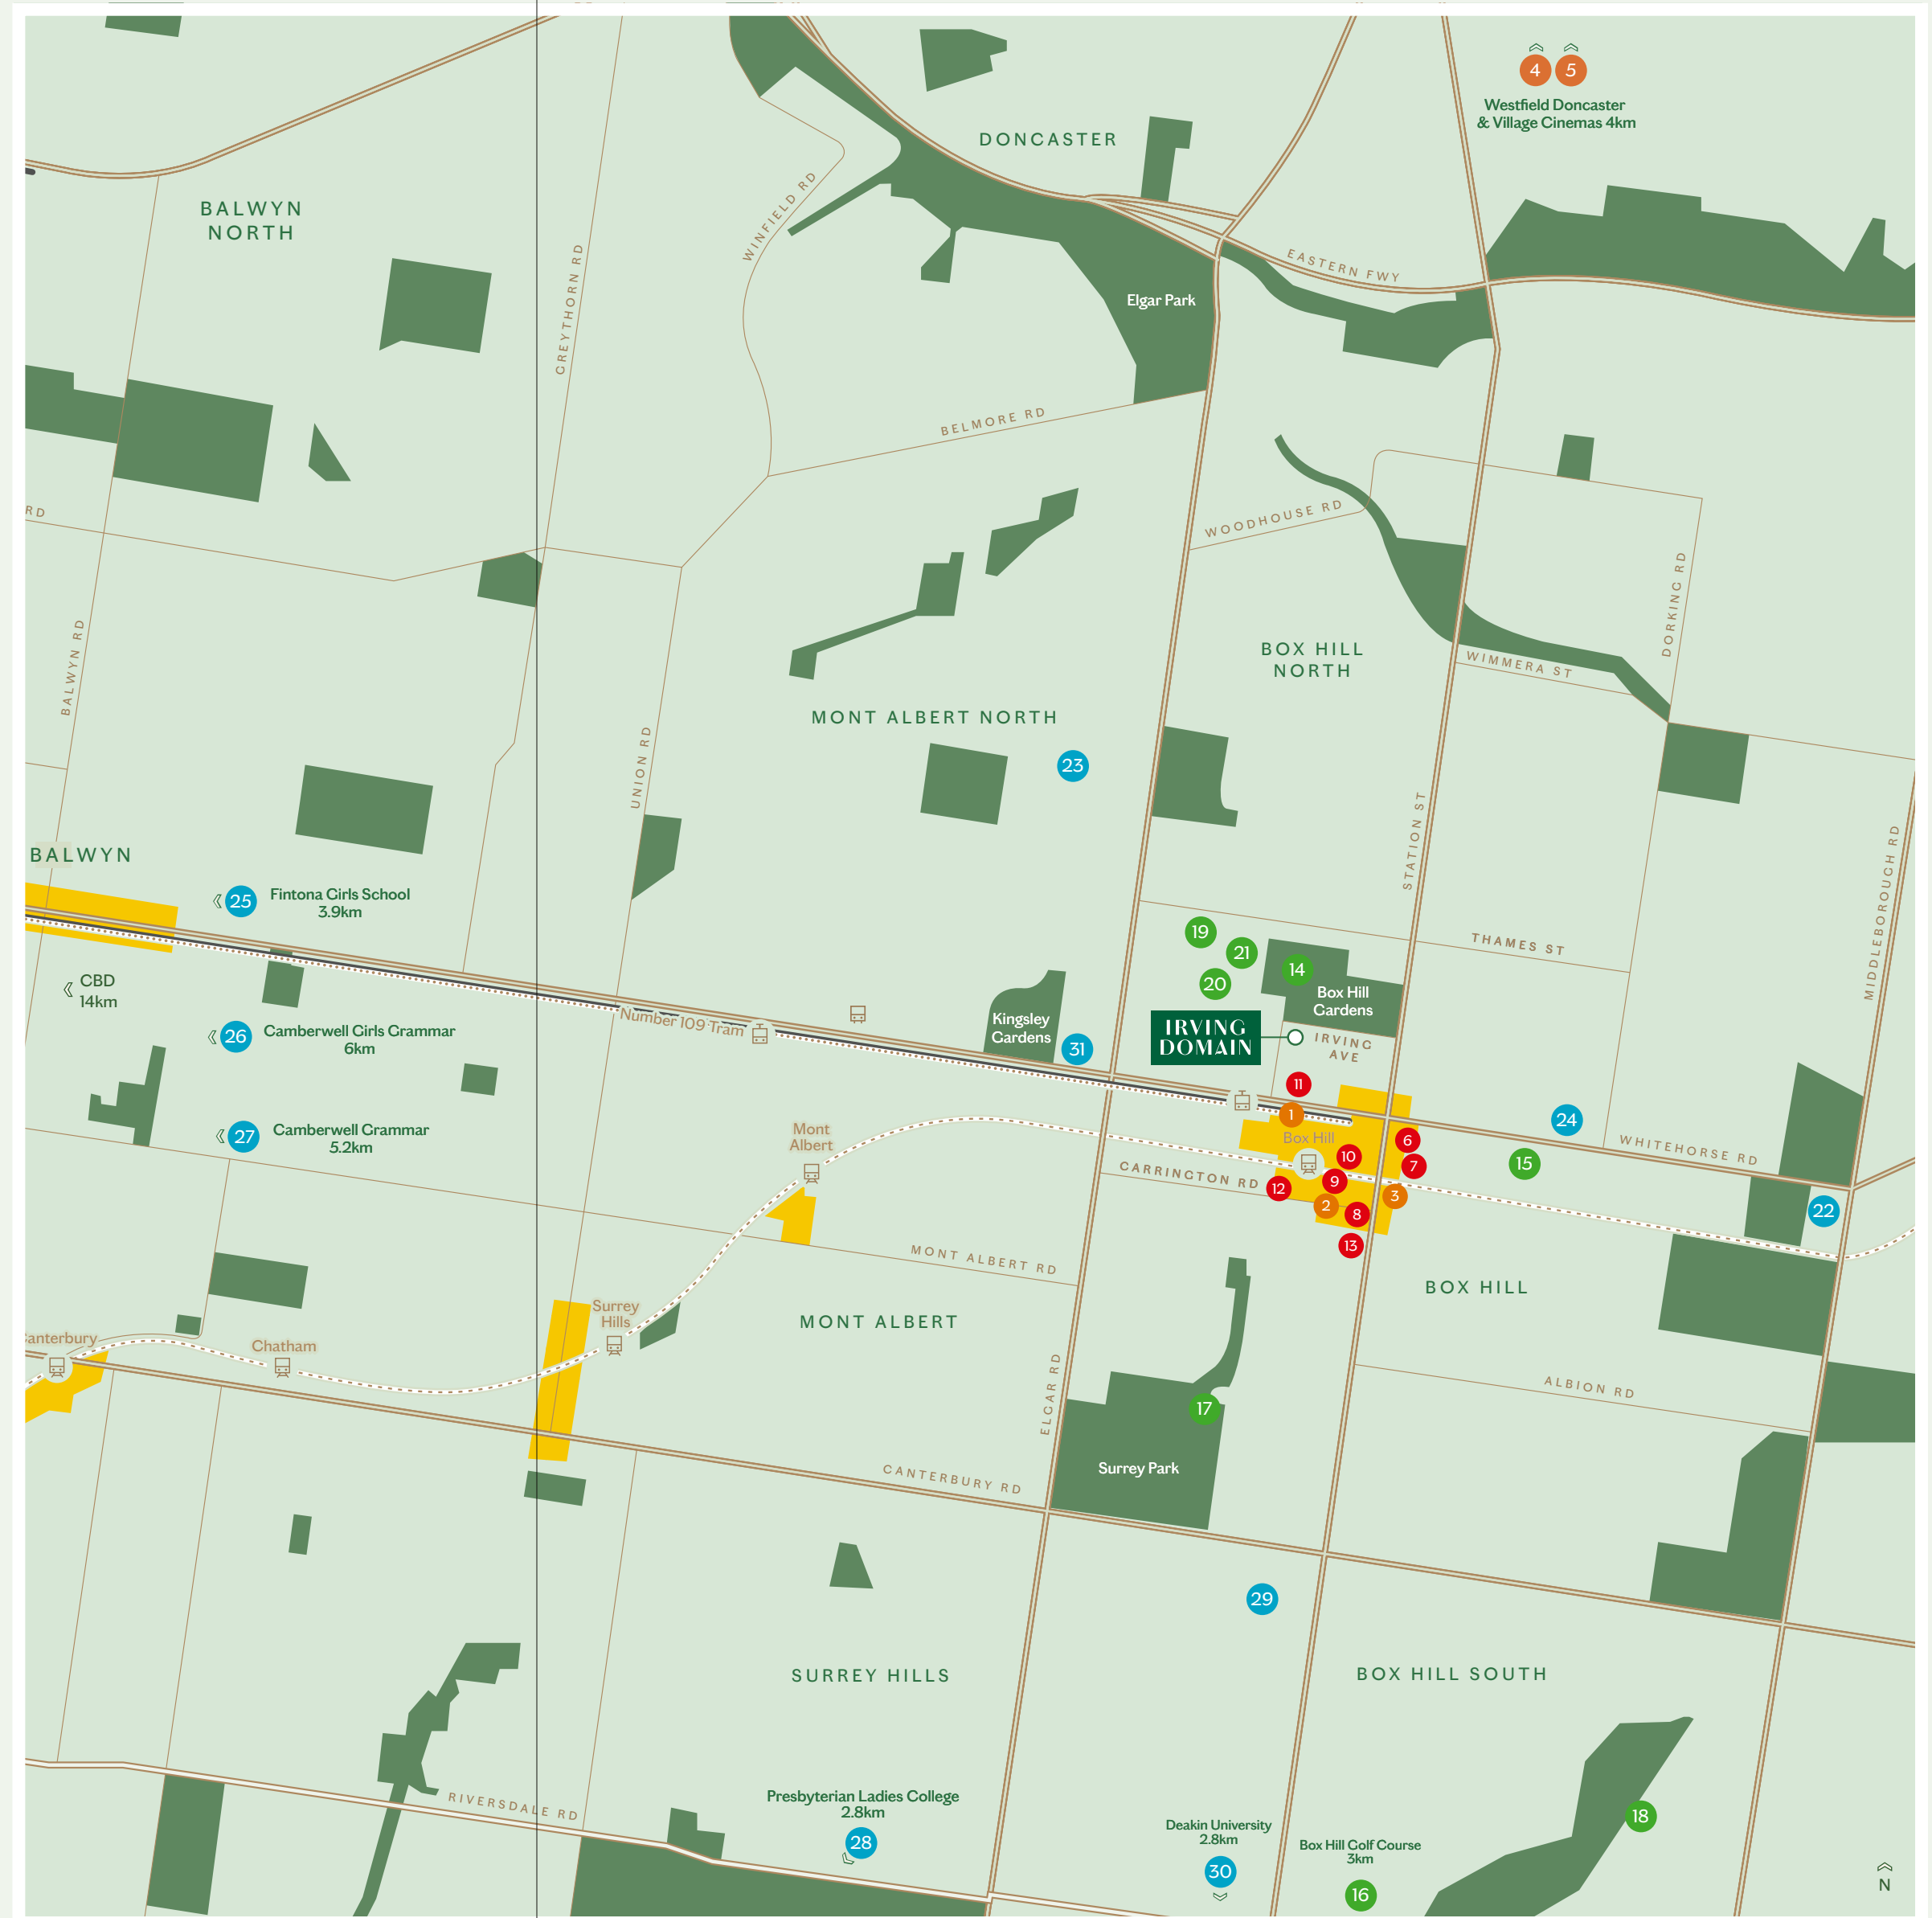 4
5
Westfield Doncaster
& Village Cinemas 4km
DONCASTER
BALWYN
NORTH
WINFIELD RD
GREYTHORN RD
EASTERN FWY
Elgar Park
BELMORE RD
RD
WOODHOUSE RD
DORKING RD
BALWYN RD
BOX HILL
NORTH
WIMMERA ST
MONT ALBERT NORTH
UNION RD
23
STATION ST
MIDDLEBOROUGH RD
BALWYN
25
Fintona Girls School
3.9km
19
21
20
14
THAMES ST
Box Hill
Gardens
CBD
14km
Number 109 Tram
Kingsley
Gardens
31
IRVING
DOMAIN
IRVING
AVE
26
Camberwell Girls Grammar
6km
11
1
27
Camberwell Grammar
5.2km
Mont
Albert
Box Hill
6
24
WHITEHORSE RD
10
7
15
CARRINGTON RD
12
9
3
2
8
22
13
MONT ALBERT RD
BOX HILL
Surrey
Hills
MONT ALBERT
anterbury
Chatham
ELGAR RD
ALBION RD
17
Surrey Park
CANTERBURY RD
29
SURREY HILLS
BOX HILL SOUTH
RIVERSDALE RD
Presbyterian Ladies College
2.8km
28
Deakin University
2.8km
30
Box Hill Golf Course
3km
16
18
N